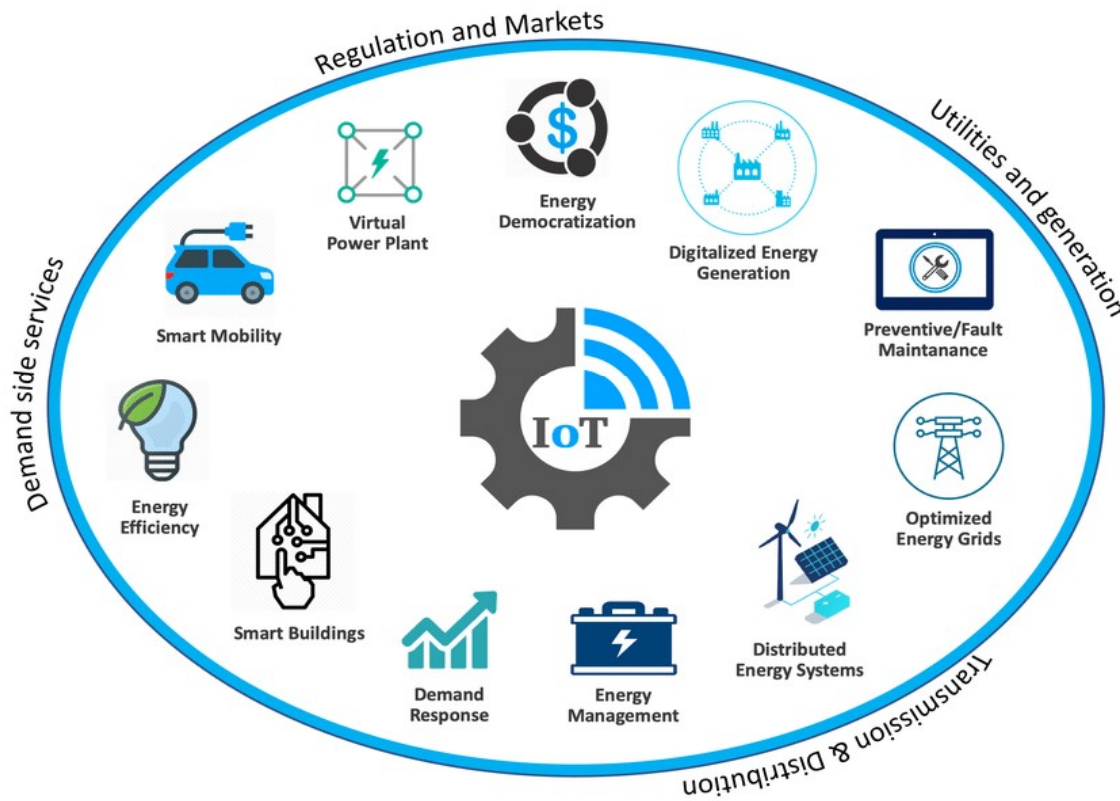 Regulation and Markets
Utilities and generation
Demand side services
Transmission & Distribution
Virtual
Power Plant
$
Energy
Democratization
Digitalized Energy
Generation
Smart Mobility
Preventive/Fault
Maintanance
IoT
Energy
Efficiency
Optimized
Energy Grids
Smart Buildings
Distributed
Energy Systems
Demand
Response
Energy
Management